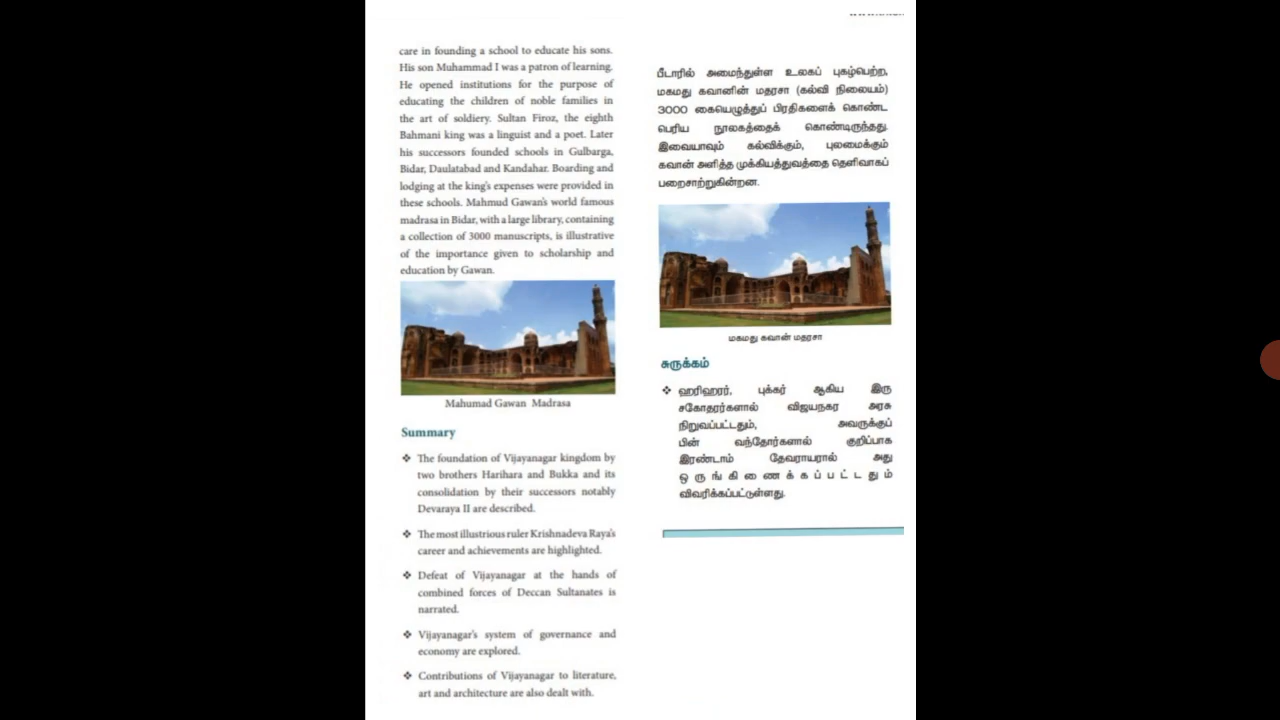 care in founding a school to educate his sons.
His son Muhammad I was a patron of learning.
He opened institutions for the purpose of
educating the children of noble families in
the art of soldiery. Sultan Firoz, the eighth
Bahmani king was a linguist and a poet. Later
his successors founded schools in Gulbarga,
Bidar, Daulatabad and Kandahar. Boarding and
lodging at the king's expenses were provided in
these schools. Mahmud Gawan's world famous
madrasa in Bidar, with a large library, containing
a collection of 3000 manuscripts, is illustrative
of the importance given to scholarship and
education by Gawan.
Mahumad Gawan Madrasa
Summary
❖ The foundation of Vijayanagar kingdom by
two brothers Harihara and Bukka and its
consolidation by their successors notably
Devaraya II are described.
❖ The most illustrious ruler Krishnadeva Raya's
career and achievements are highlighted.
❖ Defeat of Vijayanagar at the hands of
combined forces of Deccan Sultanates is
narrated.
❖ Vijayanagar's system of governance and
economy are explored.
❖ Contributions of Vijayanagar to literature,
art and architecture are also dealt with.
பீடாரில் அமைந்துள்ள உலகப் புகழ்பெற்ற,
மகமது கவானின் மதரசா (கல்வி நிலையம்)
3000 கையெழுத்துப் பிரதிகளைக் கொண்ட
பெரிய நூலகத்தைக் கொண்டிருந்தது.
இவையாவும் கல்விக்கும், புலமைக்கும்
கவான் அளித்த முக்கியத்துவத்தை தெளிவாகப்
பறைசாற்றுகின்றன.
மகமது கவான் மதரசா
சுருக்கம்
❖ ஹரிஹரர், புக்கர் ஆகிய இரு
சகோதரர்களால் விஜயநகர அரசு
நிறுவப்பட்டதும், அவருக்குப்
பின் வந்தோர்களால் குறிப்பாக
இரண்டாம் தேவராயரால் அது
ஒருங்கிணைக்கப்பட்டதும்
விவரிக்கப்பட்டுள்ளது.